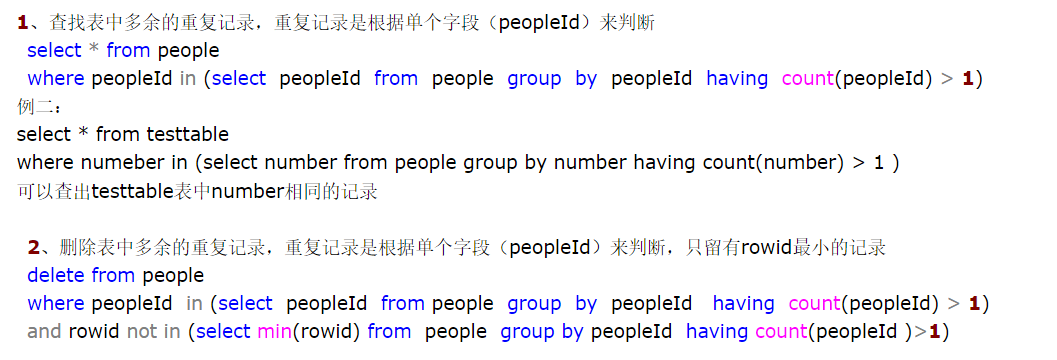 1、查找表中多余的重复记录，重复记录是根据单个字段（peopleId）来判断
select * from people
where peopleId in (select peopleId from people group by peopleId having count(peopleId) > 1)
例二：
select * from testtable
where numeber in (select number from people group by number having count(number) > 1 )
可以查出testtable表中number相同的记录
2、删除表中多余的重复记录，重复记录是根据单个字段（peopleId）来判断，只留有rowid最小的记录
delete from people
where peopleId in (select peopleId from people group by peopleId having count(peopleId) > 1)
and rowid not in (select min(rowid) from people group by peopleId having count(peopleId )>1)